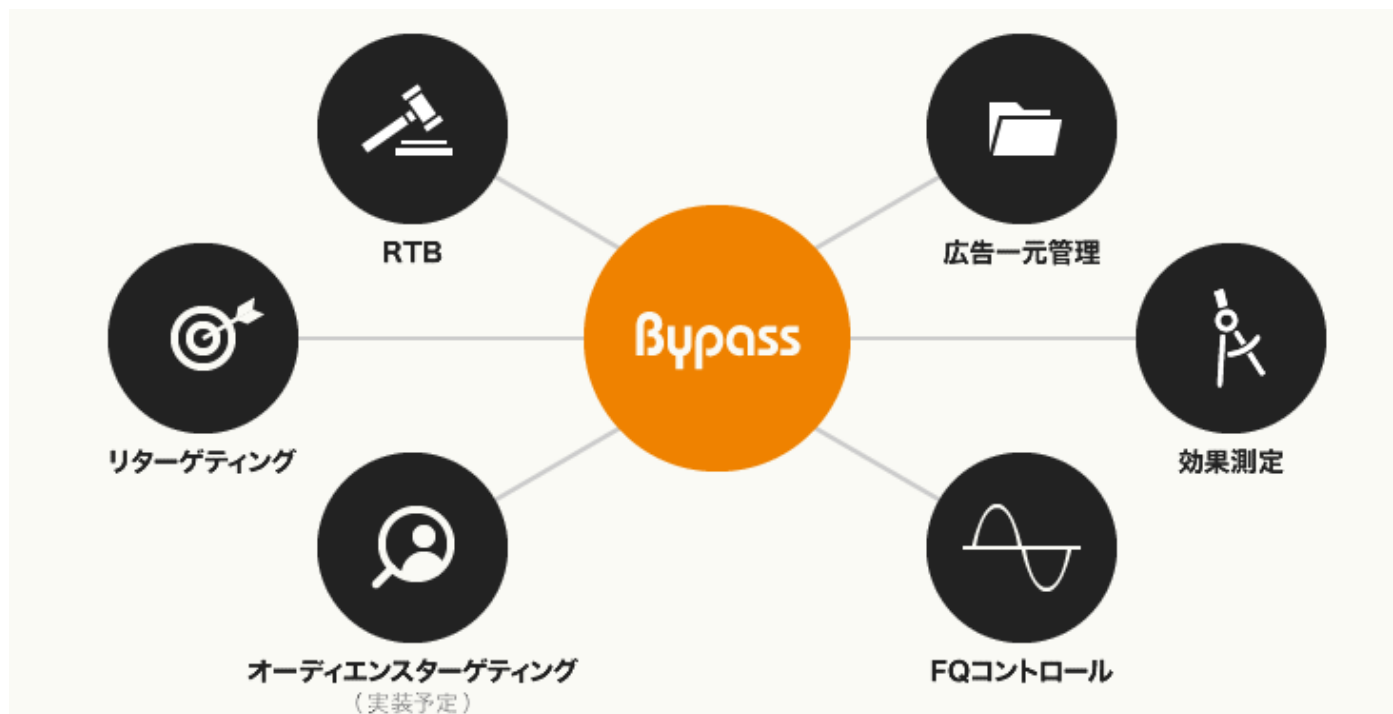 RTB
広告一元管理
Bypass
リターゲティング
効果測定
オーディエンスターゲティング
（実装予定）
FQコントロール